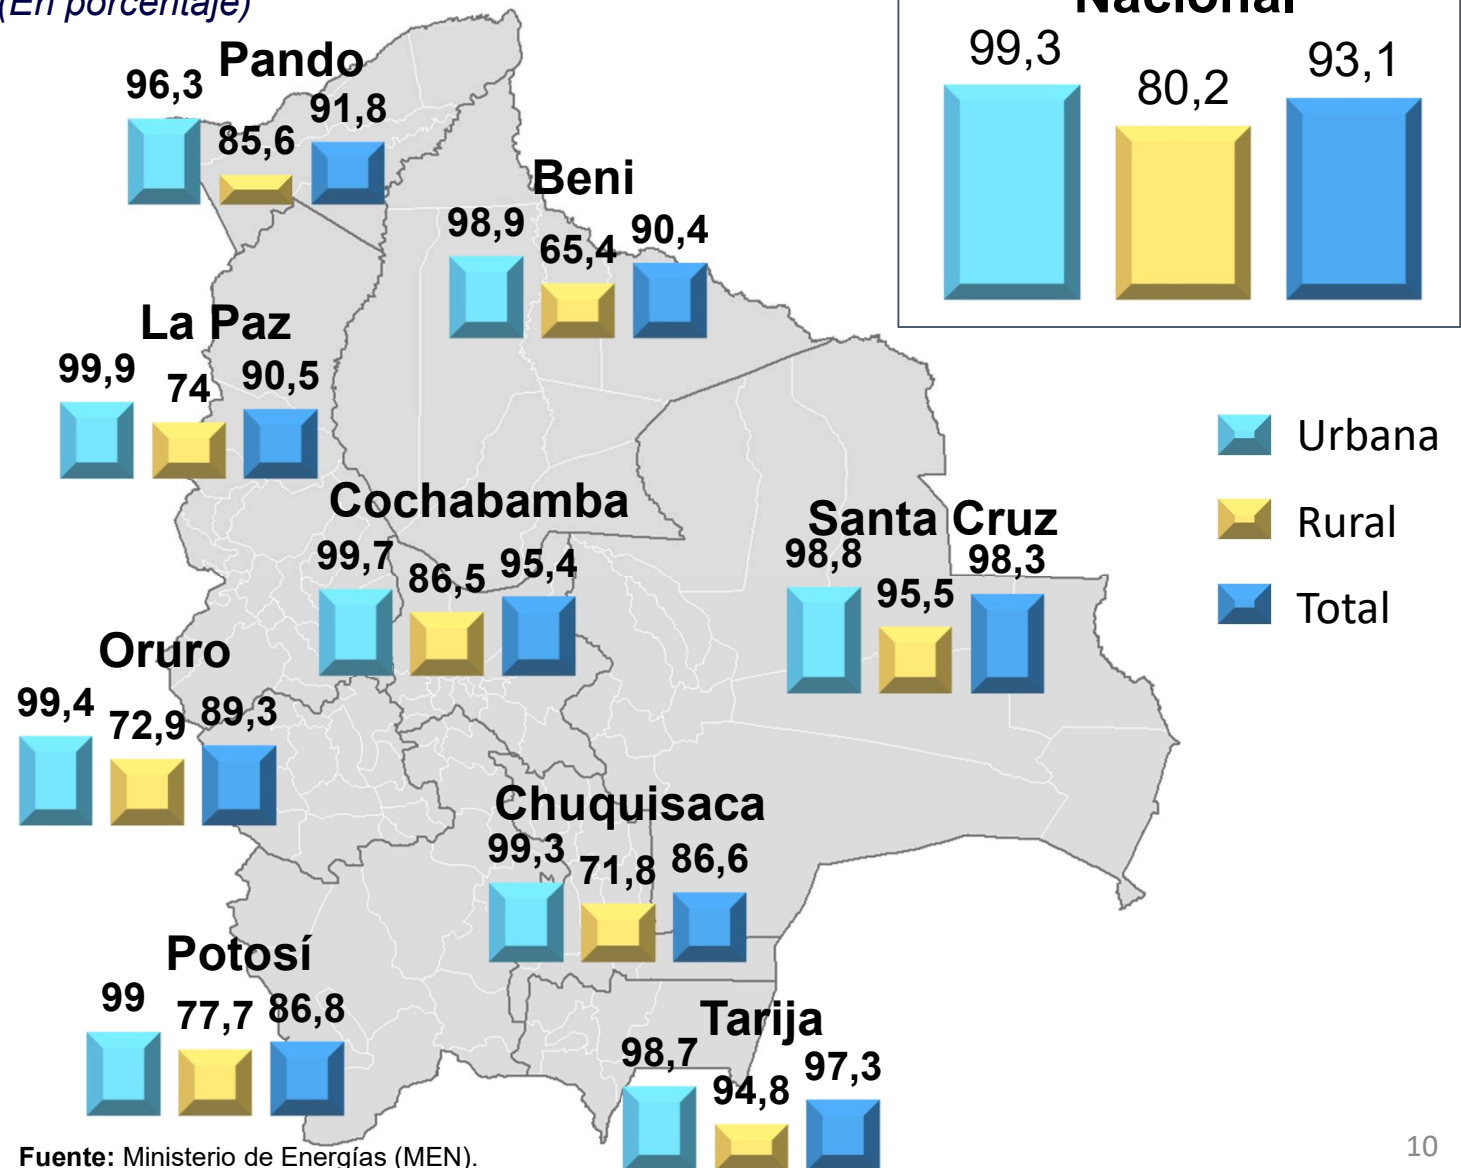 (En porcentaje)
Nacional
99,3
80,2
93,1
Pando
96,3
85,6
91,8
Beni
98,9
65,4
90,4
La Paz
99,9
74
90,5
Urbana
Rural
Total
Cochabamba
99,7
86,5
95,4
Santa Cruz
98,8
95,5
98,3
Oruro
99,4
72,9
89,3
Chuquisaca
99,3
71,8
86,6
Potosí
99
77,7
86,8
Tarija
98,7
94,8
97,3
Fuente: Ministerio de Energías (MEN).
10